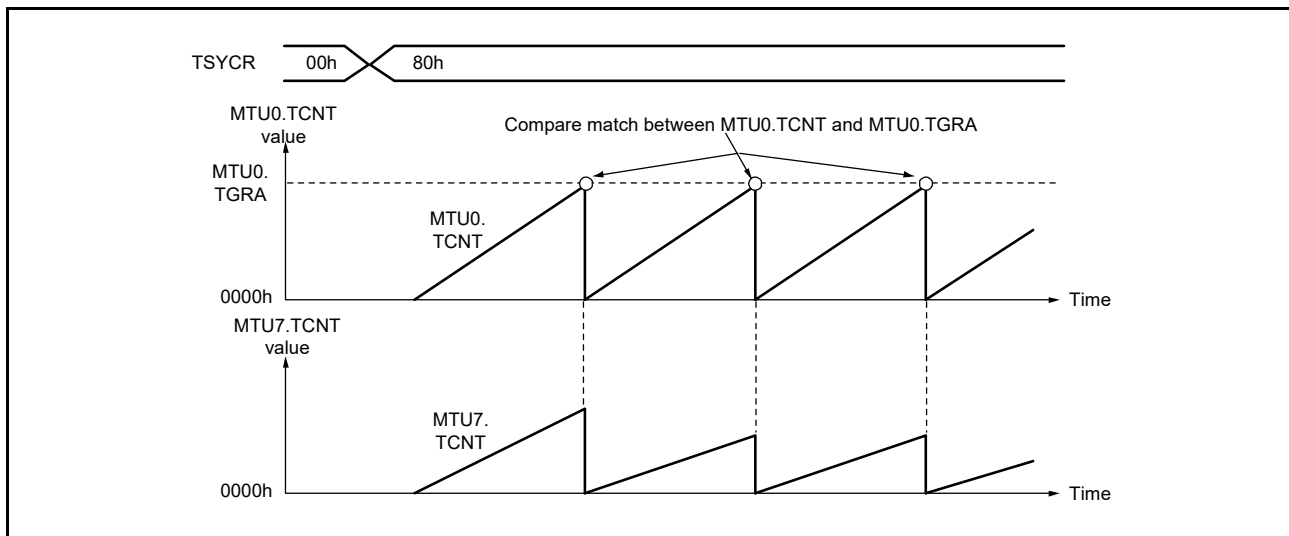 TSYCR 00h 80h
MTU0.TCNT
value
Compare match between MTU0.TCNT and MTU0.TGRA
MTU0.
TGRA
MTU0.
TCNT
0000h
Time
MTU7.TCNT
value
MTU7.
TCNT
0000h
Time